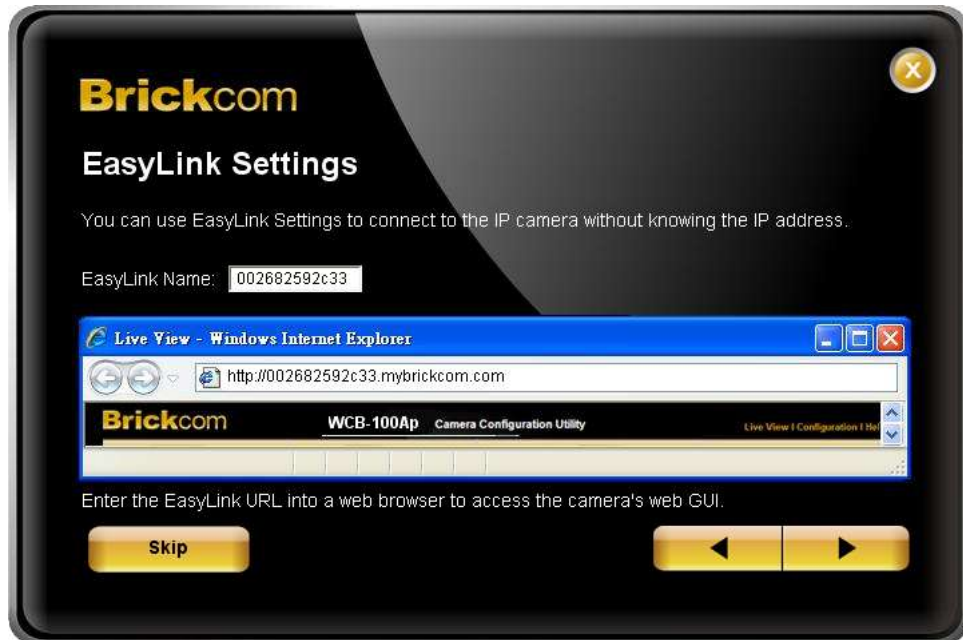 Brickcom
EasyLink Settings
You can use EasyLink Settings to connect to the IP camera without knowing the IP address.
EasyLink Name: 002682592c33
Live View - Windows Internet Explorer
http://002682592c33.mybrickcom.com
Brickcom WCB-100Ap Camera Configuration Utility Live View I Configuration I Hel
Enter the EasyLink URL into a web browser to access the camera's web GUI.
Skip